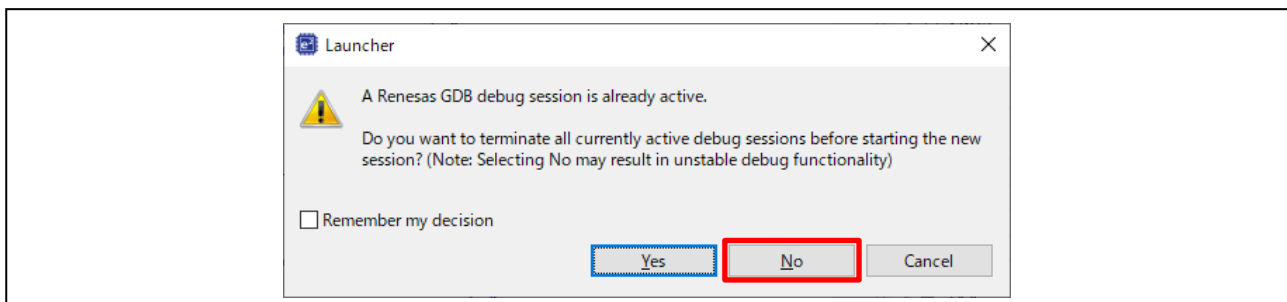 Launcher
A Renesas GDB debug session is already active.
Do you want to terminate all currently active debug sessions before starting the new
session? (Note: Selecting No may result in unstable debug functionality)
Remember my decision
Yes No Cancel